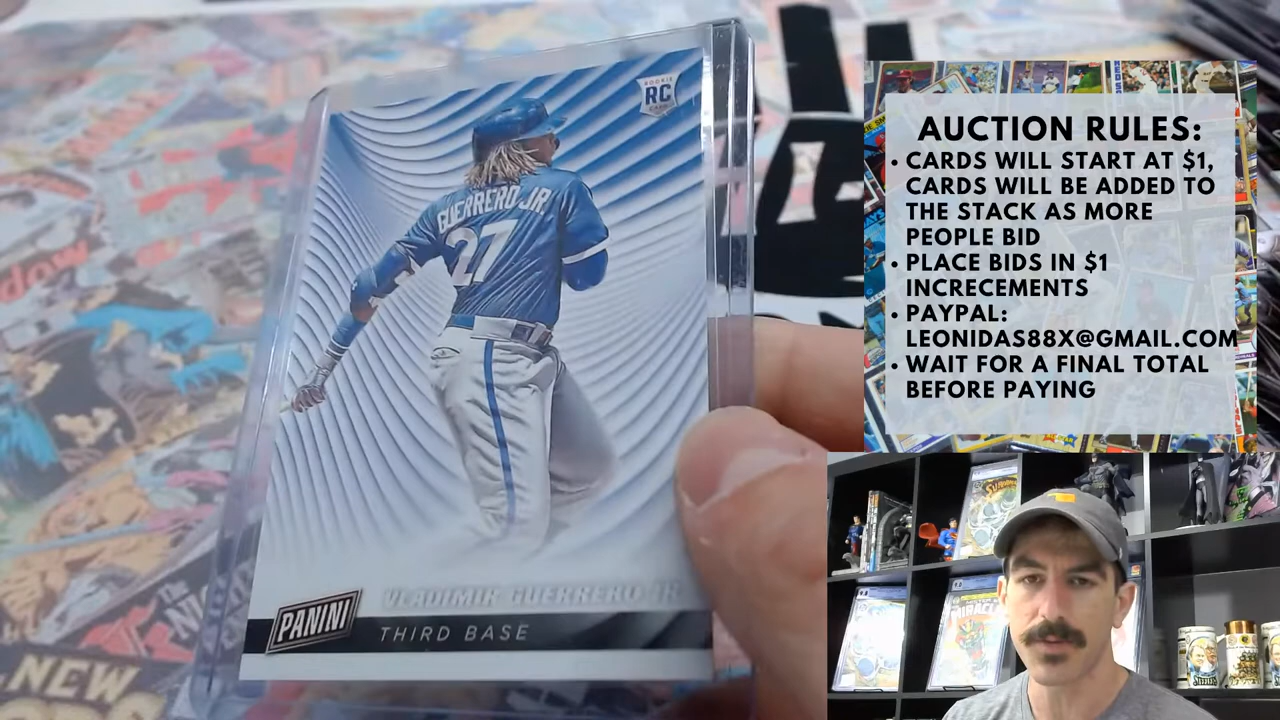 ROOKIE
RC
CARD
GUERRERO JR.
27
VLADIMIR GUERRERO JR
PANINI
THIRD BASE
NEW
AUCTION RULES:
• CARDS WILL START AT $1,
CARDS WILL BE ADDED TO
THE STACK AS MORE
PEOPLE BID
• PLACE BIDS IN $1
INCRECEMENTS
• PAYPAL:
LEONIDAS88X@GMAIL.COM
• WAIT FOR A FINAL TOTAL
BEFORE PAYING